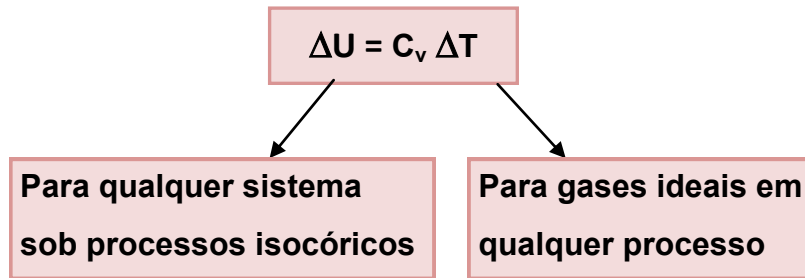 ΔU = Cv ΔT
Para qualquer sistema
sob processos isocóricos
Para gases ideais em
qualquer processo